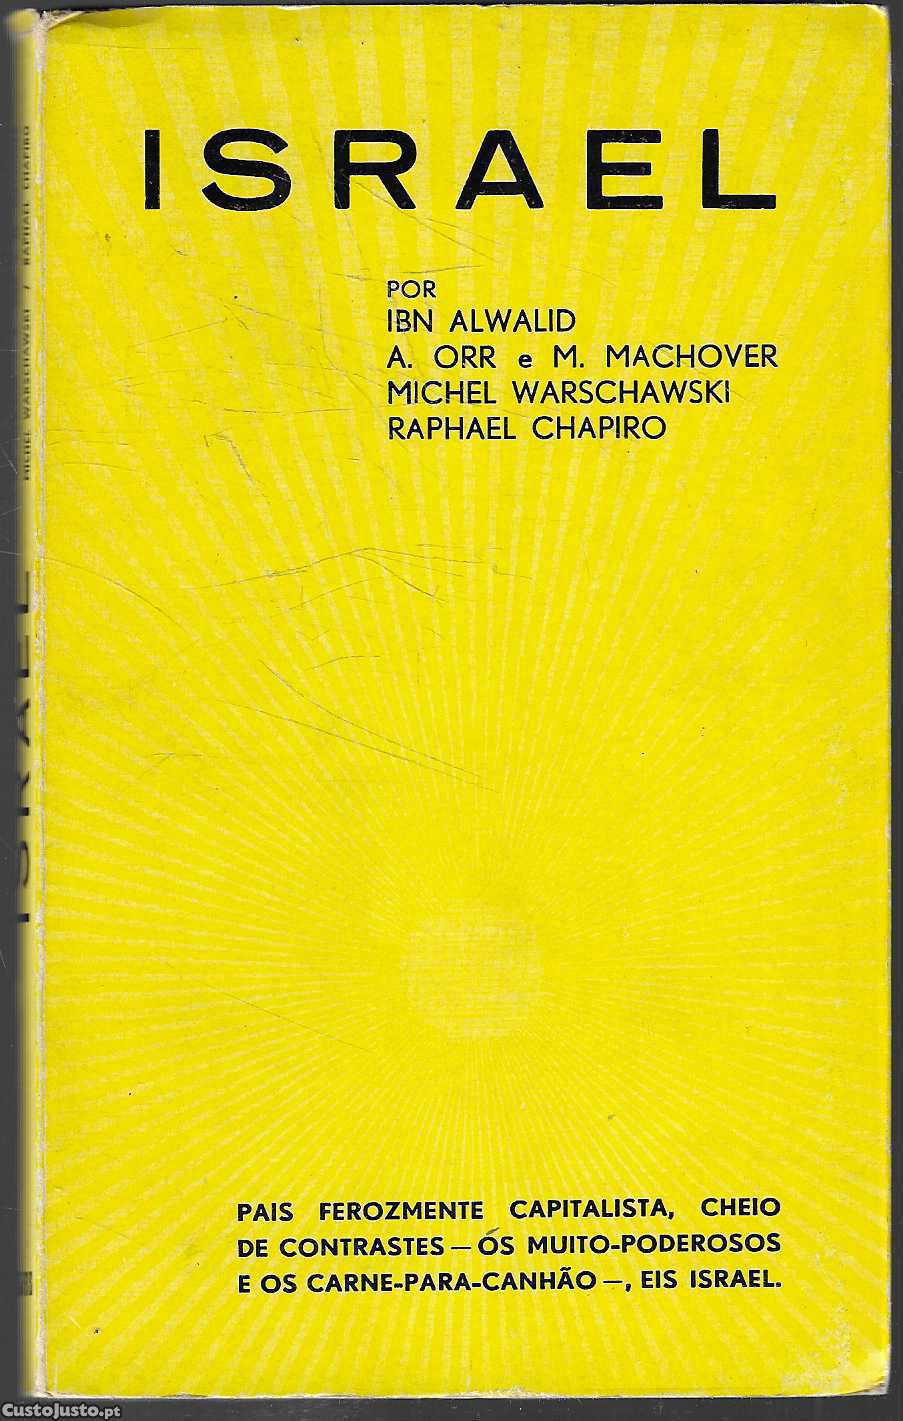 ISRAEL
POR
IBN ALWALID
A. ORR e M. MACHOVER
MICHEL WARSCHAWSKI
RAPHAEL CHAPIRO
PAIS FEROZMENTE CAPITALISTA, CHEIO
DE CONTRASTES — OS MUITO-PODEROSOS
E OS CARNE-PARA-CANHÃO —, EIS ISRAEL.
ISRAEL
MICHEL WARSCHAWSKI / RAPHAEL CHAPIRO
CustoJusto.pt